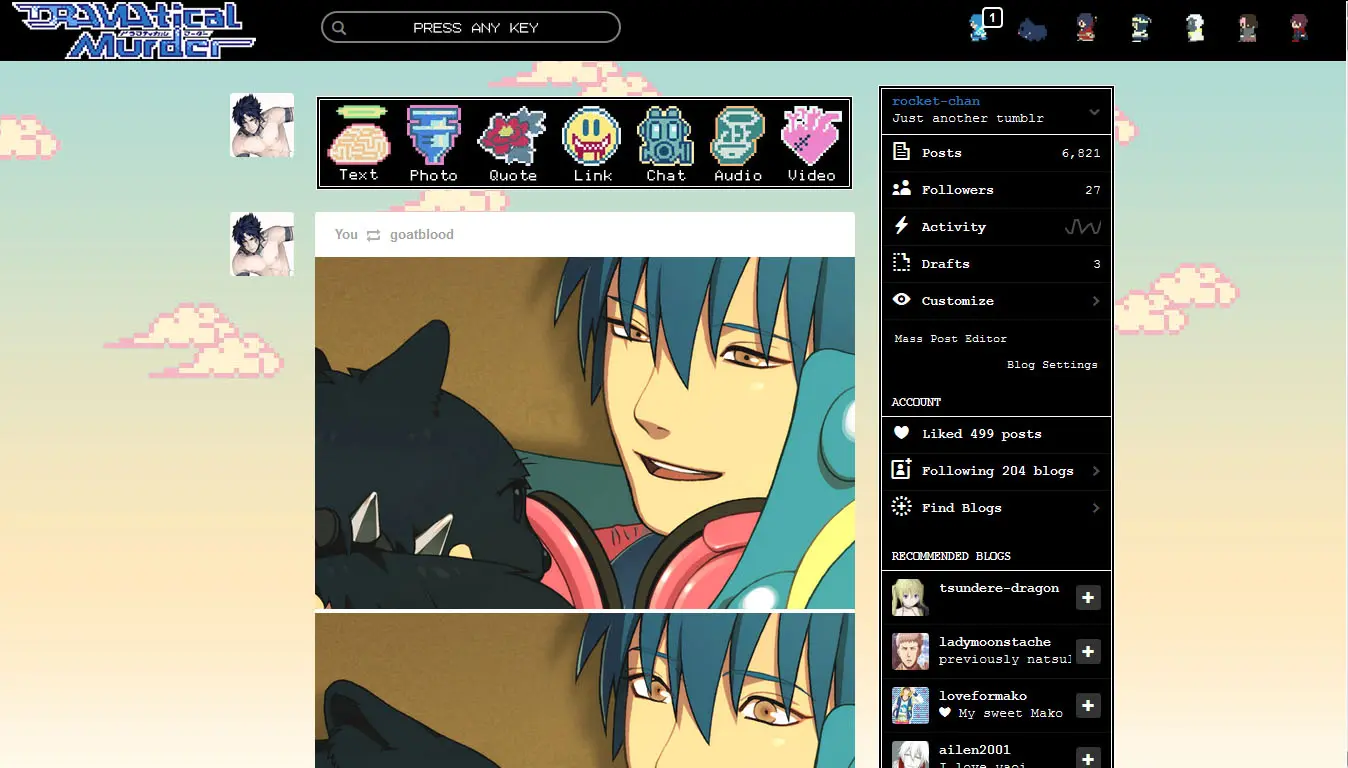 DRAMAtical
ドラマティカル マーダー
Murder
PRESS ANY KEY
1
Text
Photo
Quote
Link
Chat
Audio
Video
You goatblood
rocket-chan
Just another tumblr
Posts 6,821
Followers 27
Activity
Drafts 3
Customize
Mass Post Editor
Blog Settings
ACCOUNT
Liked 499 posts
Following 204 blogs
Find Blogs
RECOMMENDED BLOGS
tsundere-dragon
ladymoonstache
previously natsul
loveformako
♥ My sweet Mako
ailen2001
I love yaoi